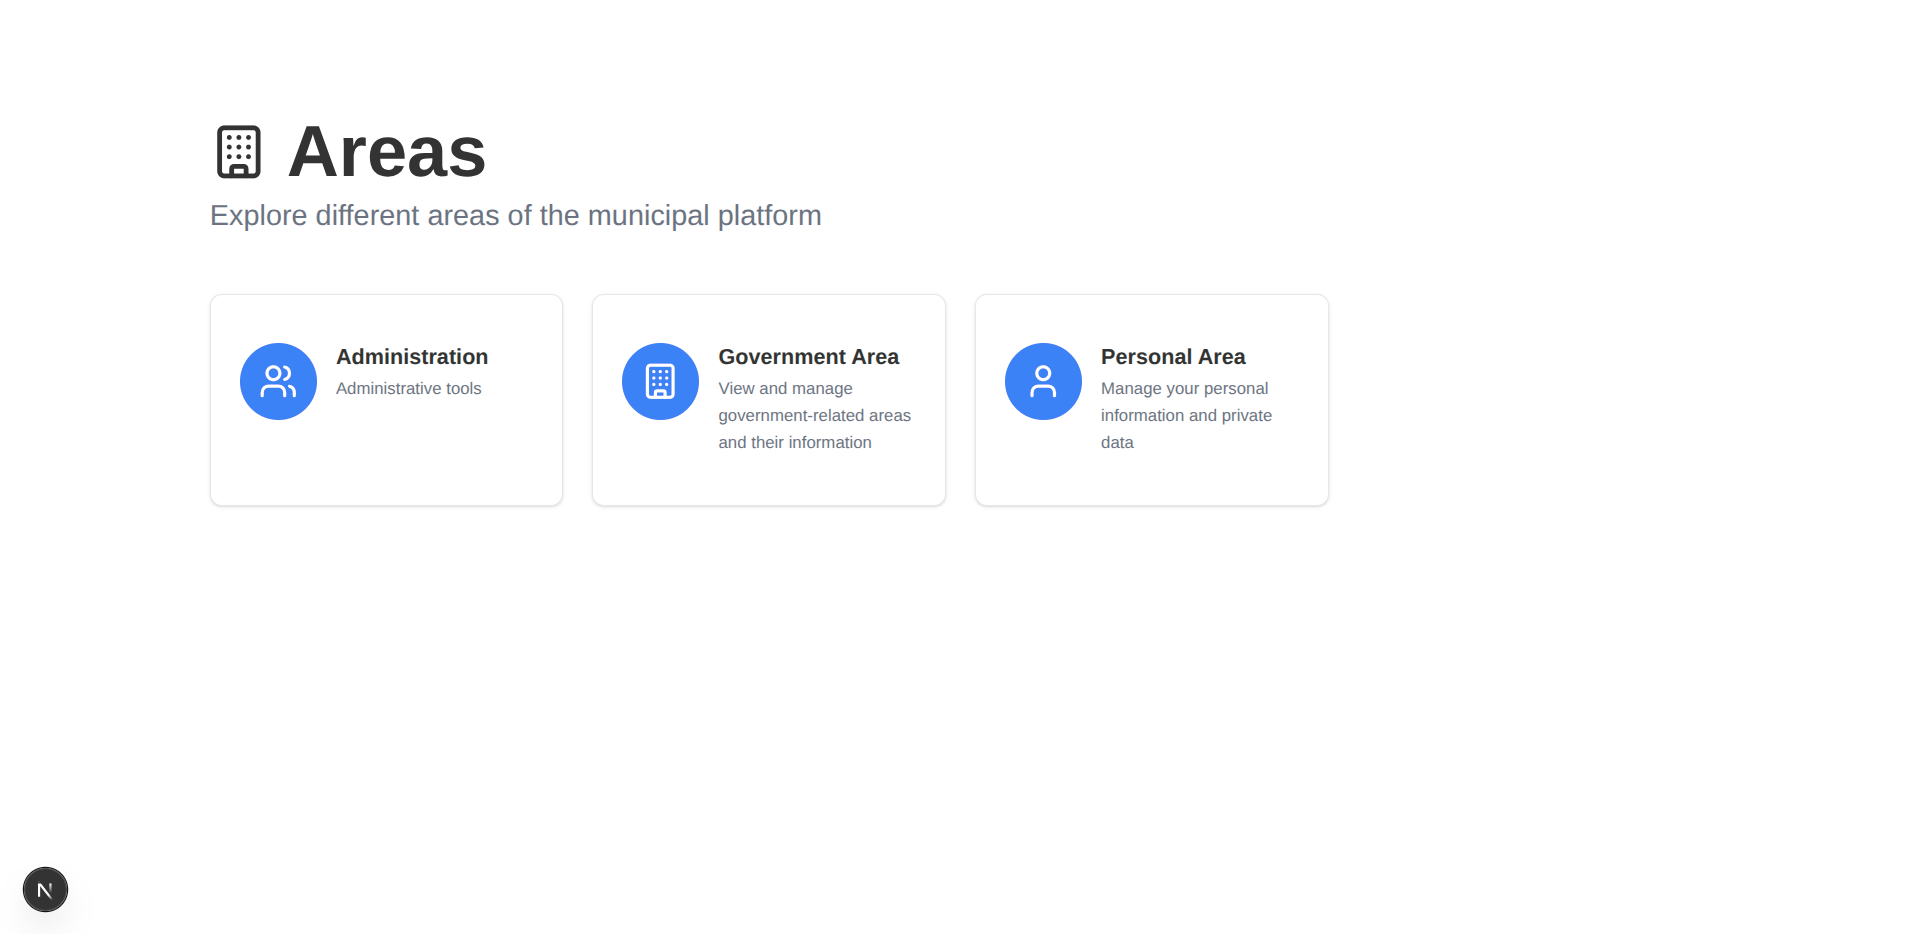 Areas
Explore different areas of the municipal platform
Administration
Administrative tools
Government Area
View and manage
government-related areas
and their information
Personal Area
Manage your personal
information and private
data
N